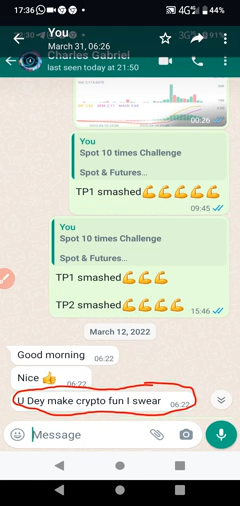 17:36
4G
44%
You
March 31, 06:26
3G
91%
Charles Gabriel
last seen today at 21:50
00:26
You
Spot 10 times Challenge
Spot & Futures...
TP1 smashed💪💪💪💪💪
09:45
You
Spot 10 times Challenge
Spot & Futures...
TP1 smashed💪💪💪
TP2 smashed💪💪💪💪
15:46
March 12, 2022
Good morning
06:22
Nice 👍
06:22
U Dey make crypto fun I swear
06:22
Message